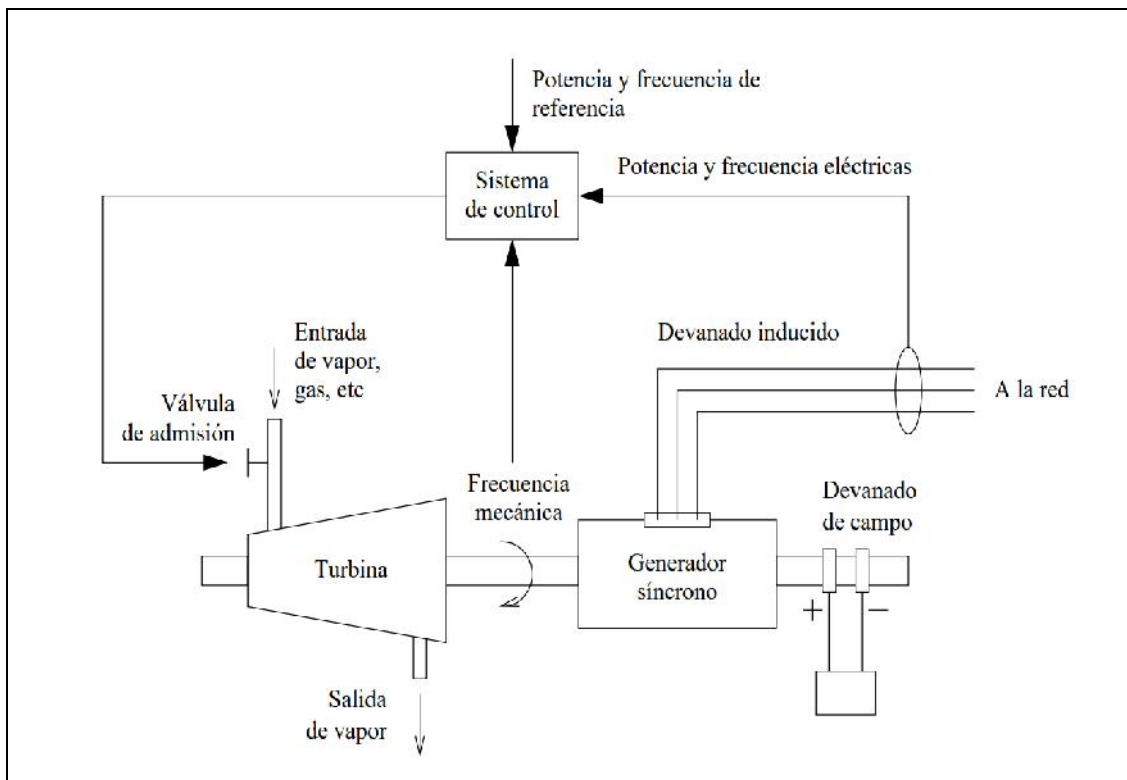 Potencia y frecuencia de
referencia
Sistema
de control
Potencia y frecuencia eléctricas
Entrada
de vapor,
gas, etc
Válvula
de admisión
Devanado inducido
A la red
Frecuencia
mecánica
Devanado
de campo
Turbina
Generador
síncrono
+ −
Salida
de vapor